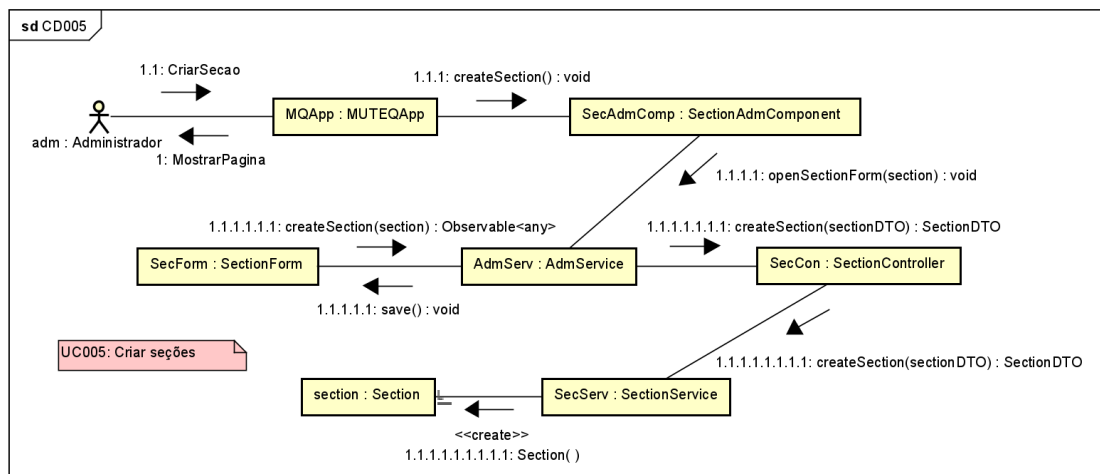 sd CD005
1.1: CriarSecao
1.1.1: createSection() : void
MQApp : MUTEQApp
SecAdmComp : SectionAdmComponent
adm : Administrador
1: MostrarPagina
1.1.1.1: openSectionForm(section) : void
1.1.1.1.1.1: createSection(section) : Observable<any>
1.1.1.1.1.1.1: createSection(sectionDTO) : SectionDTO
SecForm : SectionForm
AdmServ : AdmService
SecCon : SectionController
1.1.1.1.1: save() : void
UC005: Criar seções
1.1.1.1.1.1.1.1: createSection(sectionDTO) : SectionDTO
section : Section
SecServ : SectionService
<<create>>
1.1.1.1.1.1.1.1.1: Section( )